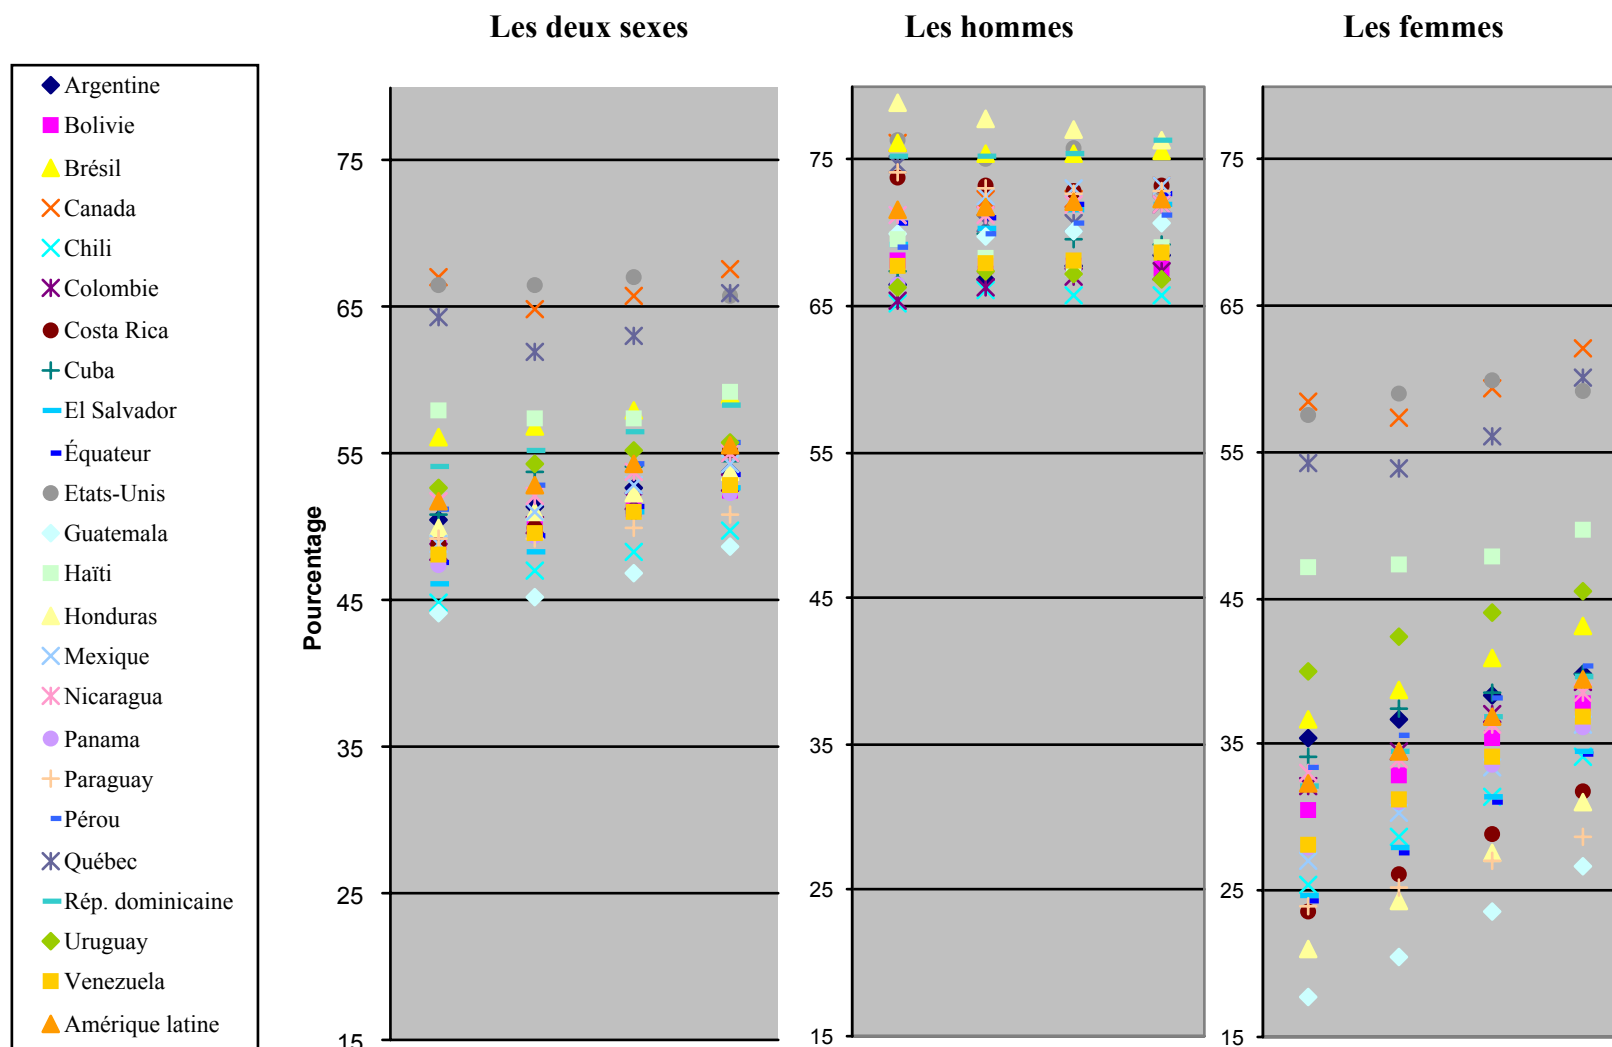 Les deux sexes
Les hommes
Les femmes
Argentine
Bolivie
Brésil
Canada
Chili
Colombie
Costa Rica
Cuba
El Salvador
Équateur
Etats-Unis
Guatemala
Haïti
Honduras
Mexique
Nicaragua
Panama
Paraguay
Pérou
Québec
Rép. dominicaine
Uruguay
Venezuela
Amérique latine
Pourcentage
75
65
55
45
35
25
15
75
65
55
45
35
25
15
75
65
55
45
35
25
15